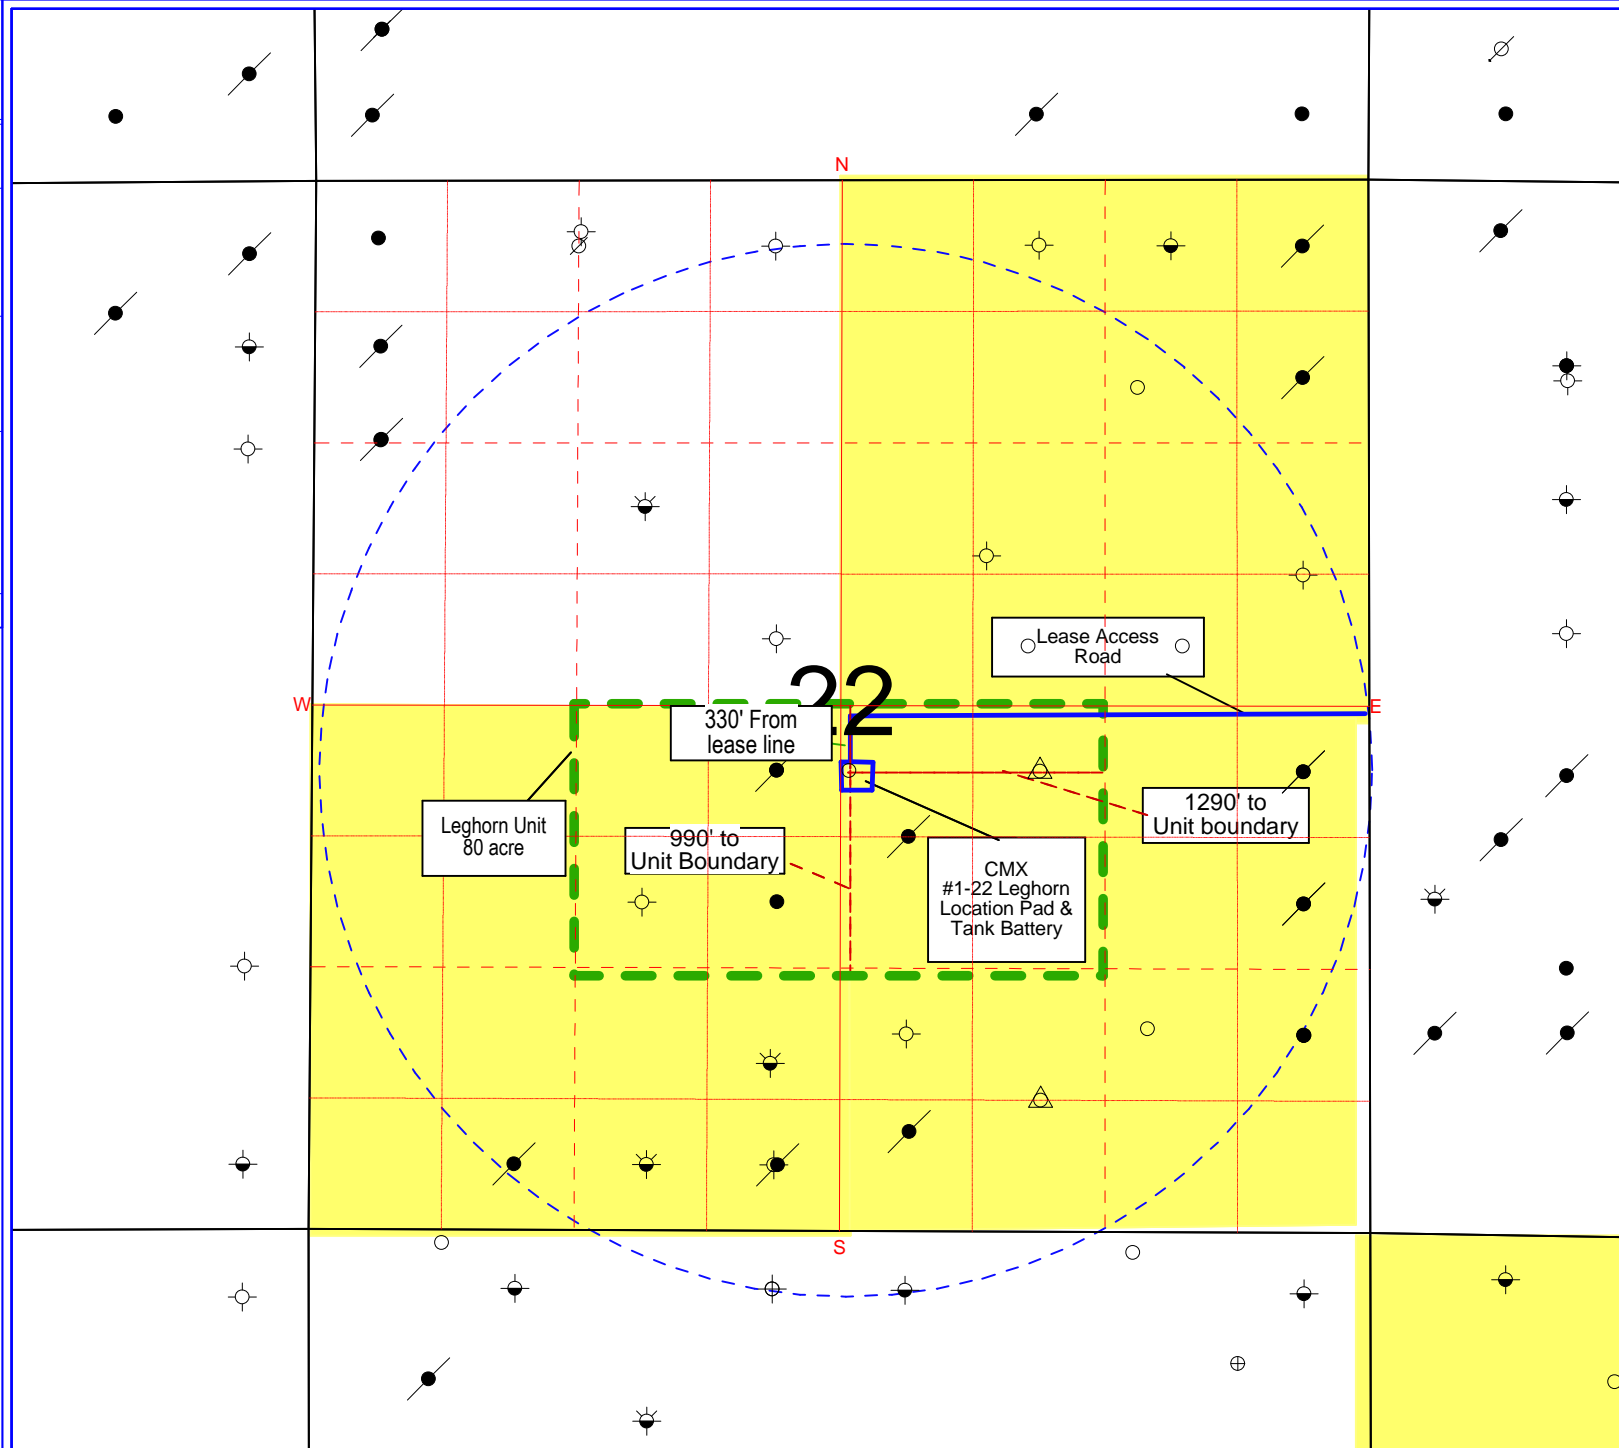 N
Lease Access
Road
22
W
E
330' From
lease line
1290' to
Unit boundary
Leghorn Unit
80 acre
990' to
Unit Boundary
CMX
#1-22 Leghorn
Location Pad &
Tank Battery
S